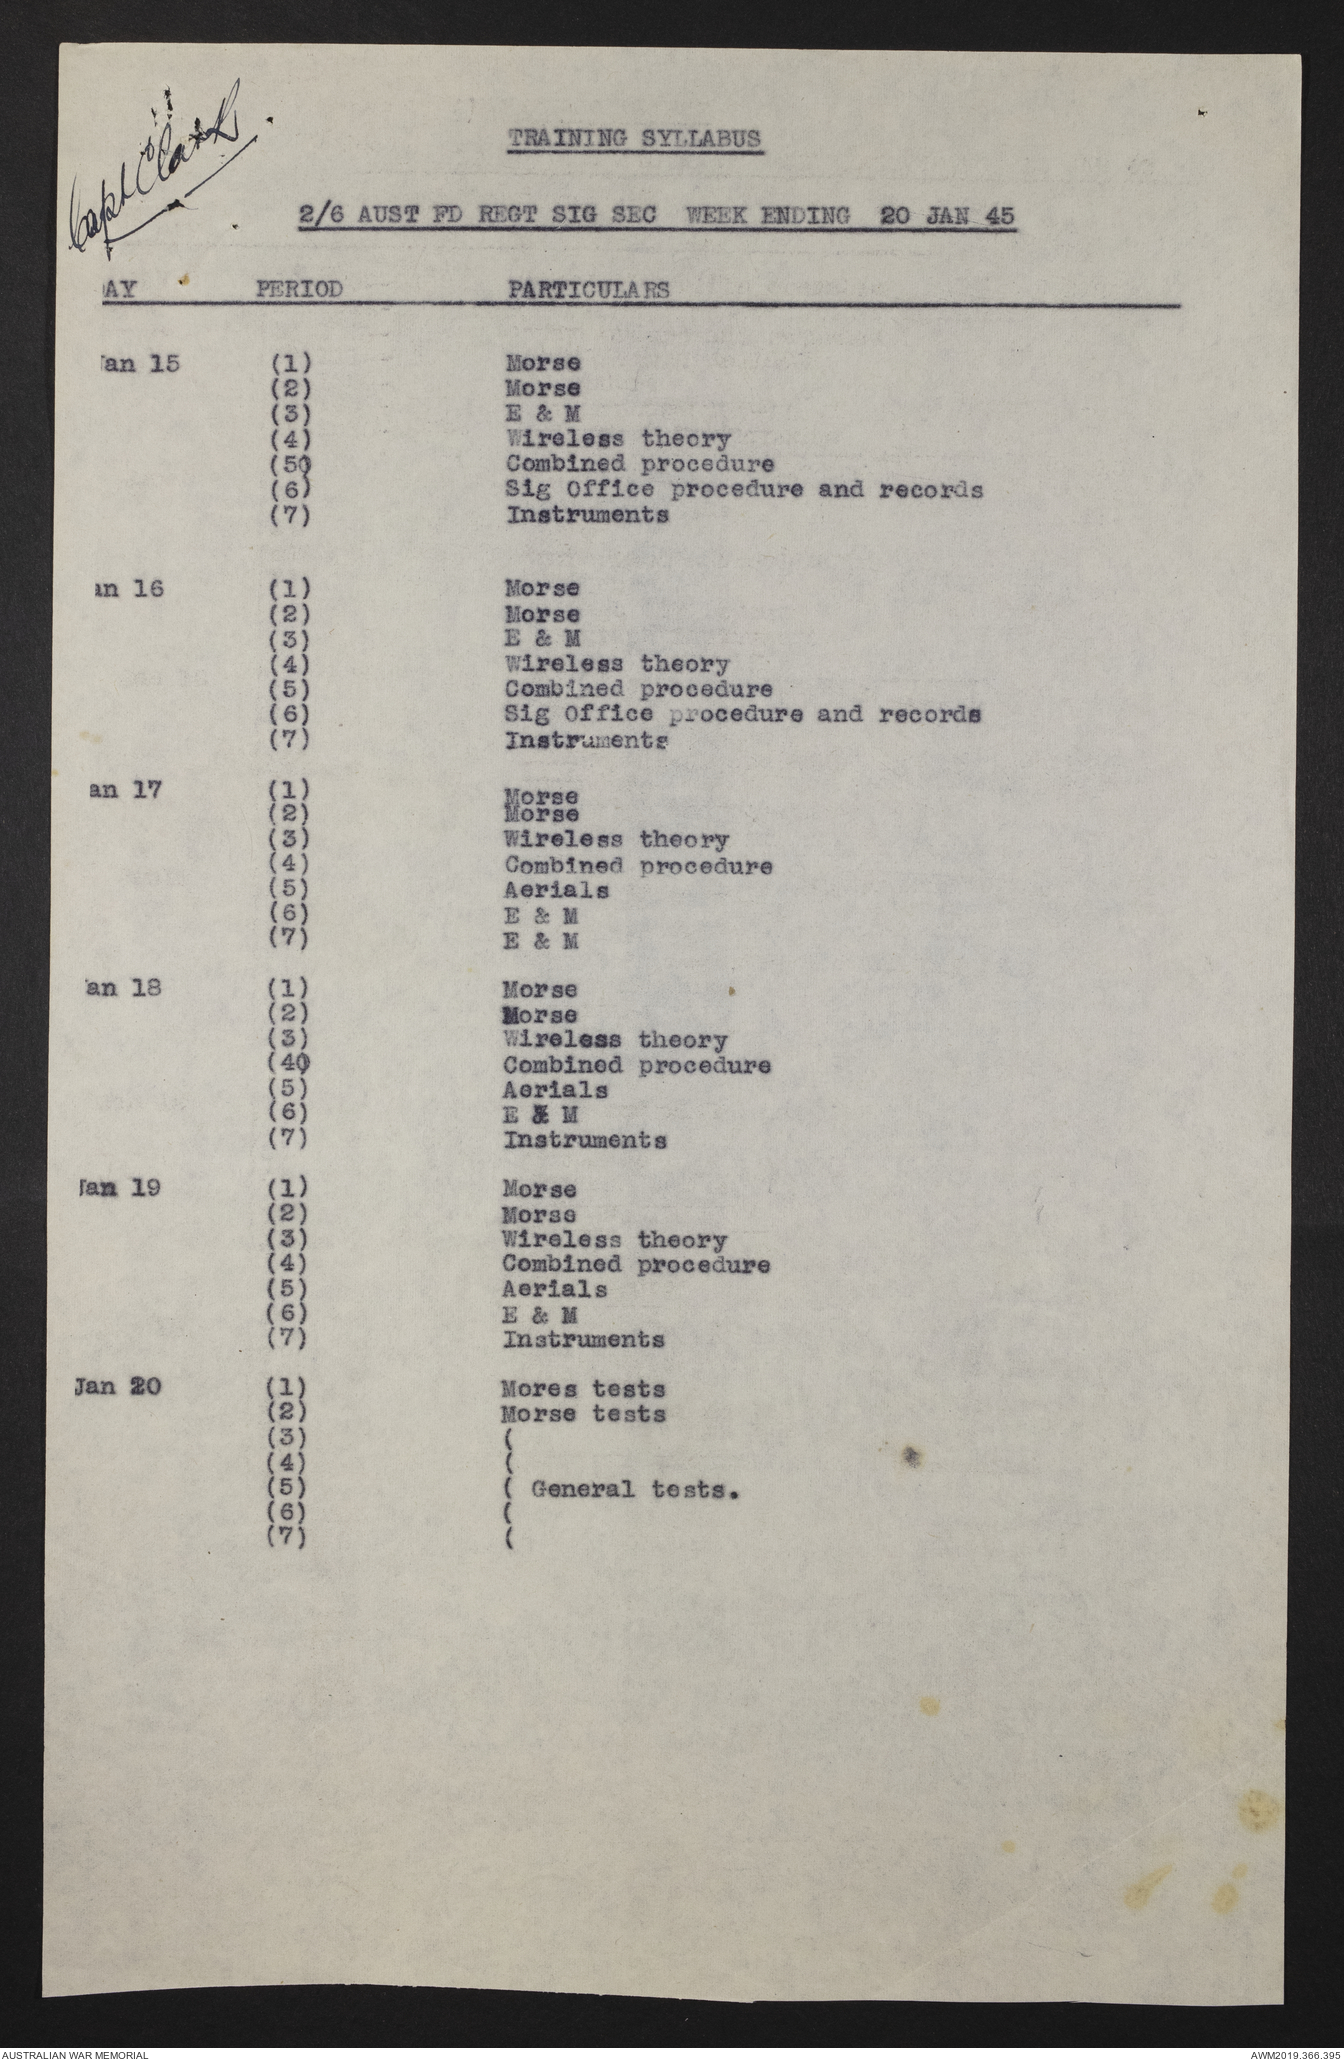 Capt Clark
TRAINING SYLLABUS
2/6 AUST FD REGT SIG SEC WEEK ENDING 20 JAN 45
AY PERIOD PARTICULARS
an 15 (1) Morse
(2) Morse
(3) E & M
(4) Wireless theory
(50 Combined procedure
(6) Sig Office procedure and records
(7) Instruments
an 16 (1) Morse
(2) Morse
(3) E & M
(4) Wireless theory
(5) Combined procedure
(6) Sig Office procedure and records
(7) Instruments
an 17 (1) Morse
(2) Morse
(3) Wireless theory
(4) Combined procedure
(5) Aerials
(6) E & M
(7) E & M
an 18 (1) Morse
(2) Morse
(3) Wireless theory
(40 Combined procedure
(5) Aerials
(6) E & M
(7) Instruments
Jan 19 (1) Morse
(2) Morse
(3) Wireless theory
(4) Combined procedure
(5) Aerials
(6) E & M
(7) Instruments
Jan 20 (1) Mores tests
(2) Morse tests
(3) (
(4) (
(5) ( General tests.
(6) (
(7) (
AUSTRALIAN WAR MEMORIAL AWM2019.366.395